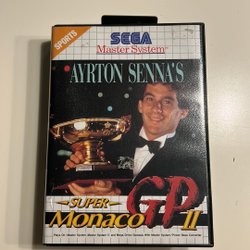 SPORTS
SEGA
Master System
AYRTON SENNA'S
SUPER
Monaco GP II